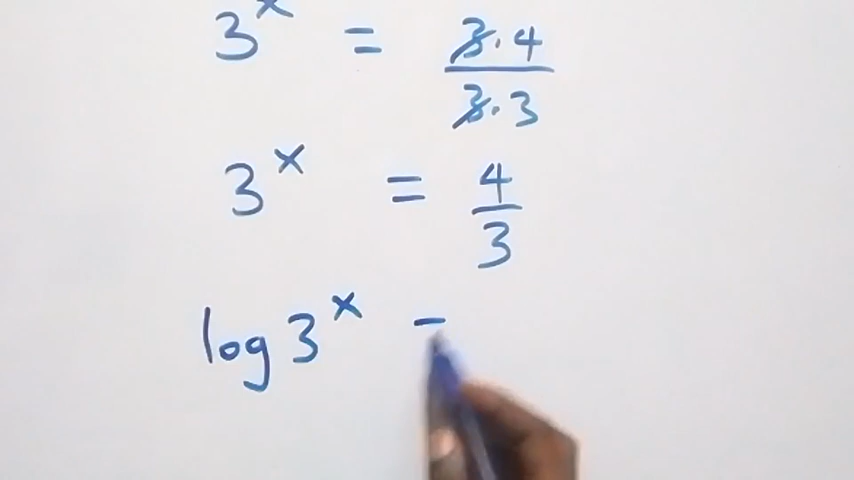 3^x = (3·4)/(3·3)
3^x = 4/3
log 3^x =